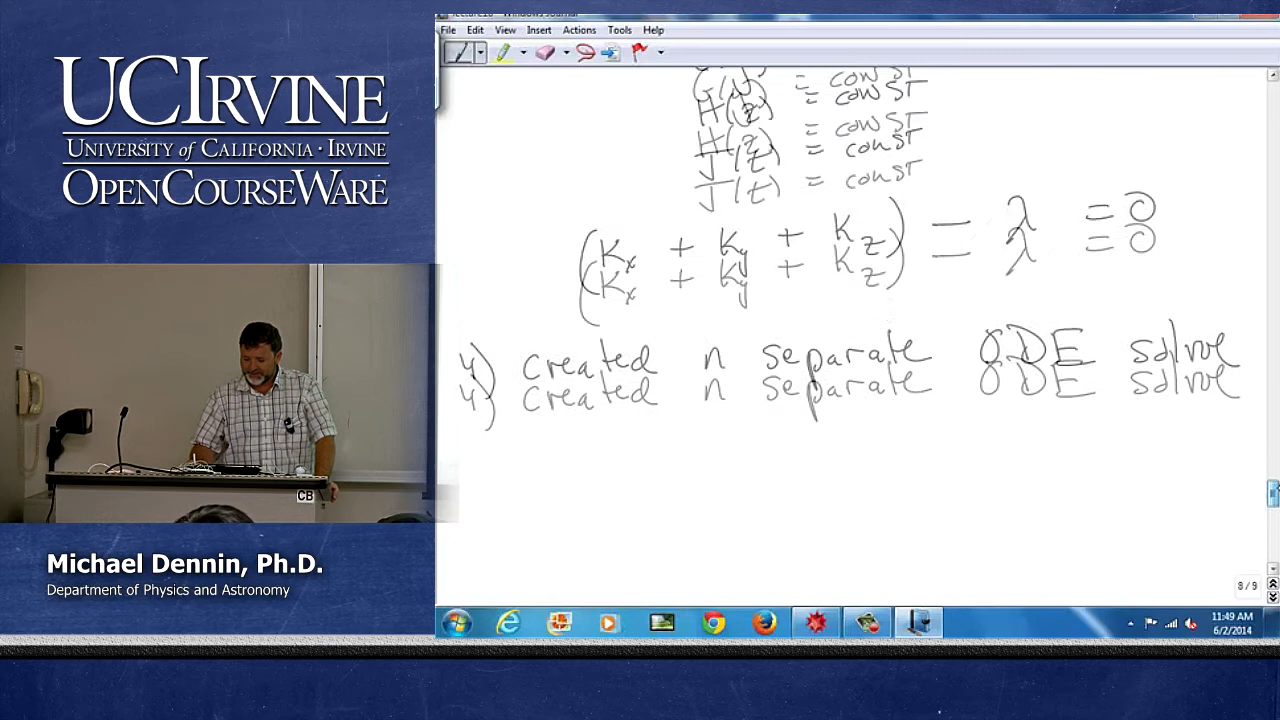 UCIRVINE
UNIVERSITY of CALIFORNIA · IRVINE
OPENCOURSEWARE
CB
Michael Dennin, Ph.D.
Department of Physics and Astronomy
File Edit View Insert Actions Tools Help
= const
H(z) = const
= const
H(z) = const
J(t)
J(t) = const
(Kx + Ky + Kz) = λ = 0
(Kx + Ky + Kz) = λ = 0
4) created n separate ODE solve
4) created n separate ODE solve
8/9
11:49 AM
6/2/2014